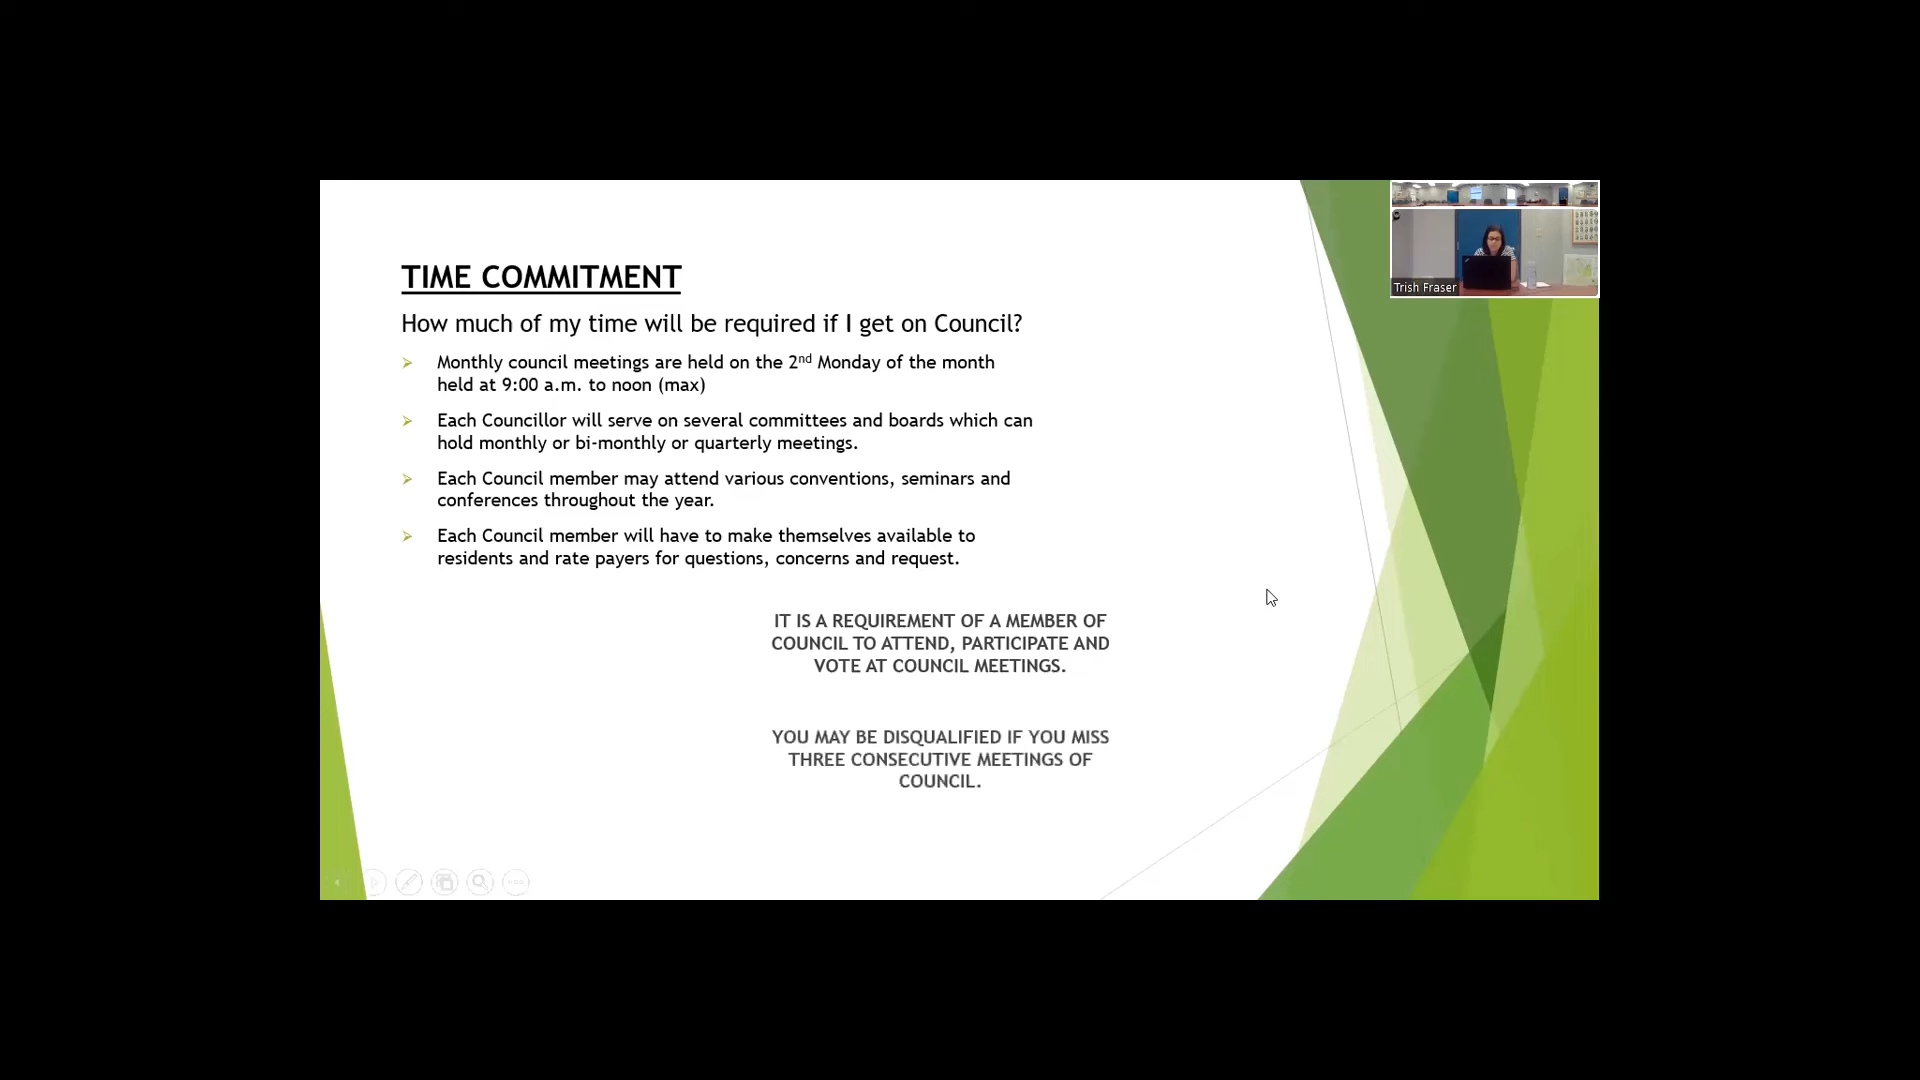 TIME COMMITMENT
How much of my time will be required if I get on Council?
Monthly council meetings are held on the 2nd Monday of the month
held at 9:00 a.m. to noon (max)
Each Councillor will serve on several committees and boards which can
hold monthly or bi-monthly or quarterly meetings.
Each Council member may attend various conventions, seminars and
conferences throughout the year.
Each Council member will have to make themselves available to
residents and rate payers for questions, concerns and request.
IT IS A REQUIREMENT OF A MEMBER OF
COUNCIL TO ATTEND, PARTICIPATE AND
VOTE AT COUNCIL MEETINGS.
YOU MAY BE DISQUALIFIED IF YOU MISS
THREE CONSECUTIVE MEETINGS OF
COUNCIL.
Trish Fraser